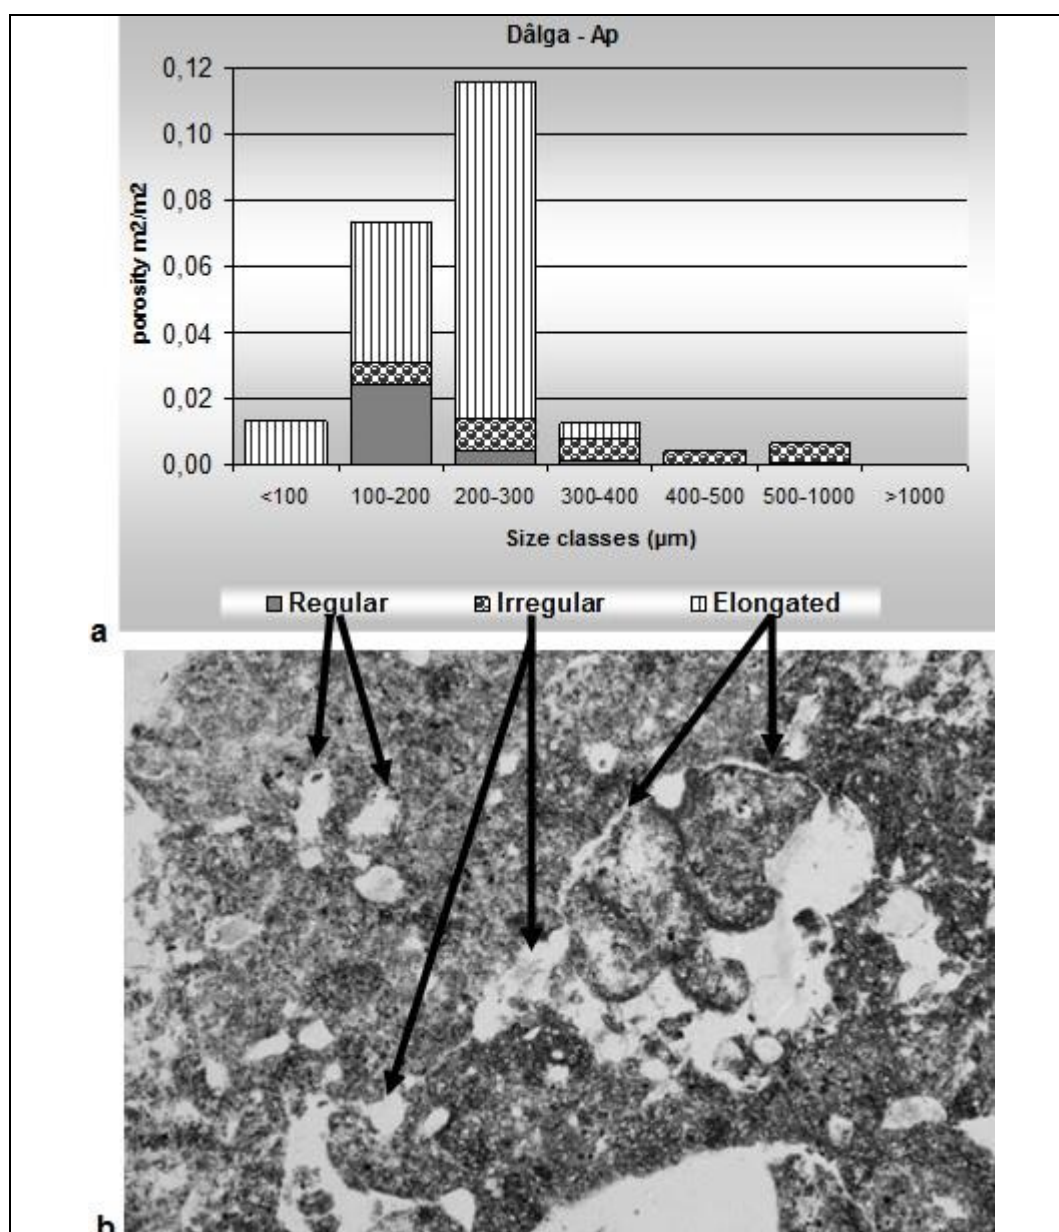 Dâlga - Ap
0,12
0,10
0,08
0,06
0,04
0,02
0,00
porosity m2/m2
<100 100-200 200-300 300-400 400-500 500-1000 >1000
Size classes (µm)
Regular Irregular Elongated
a
b